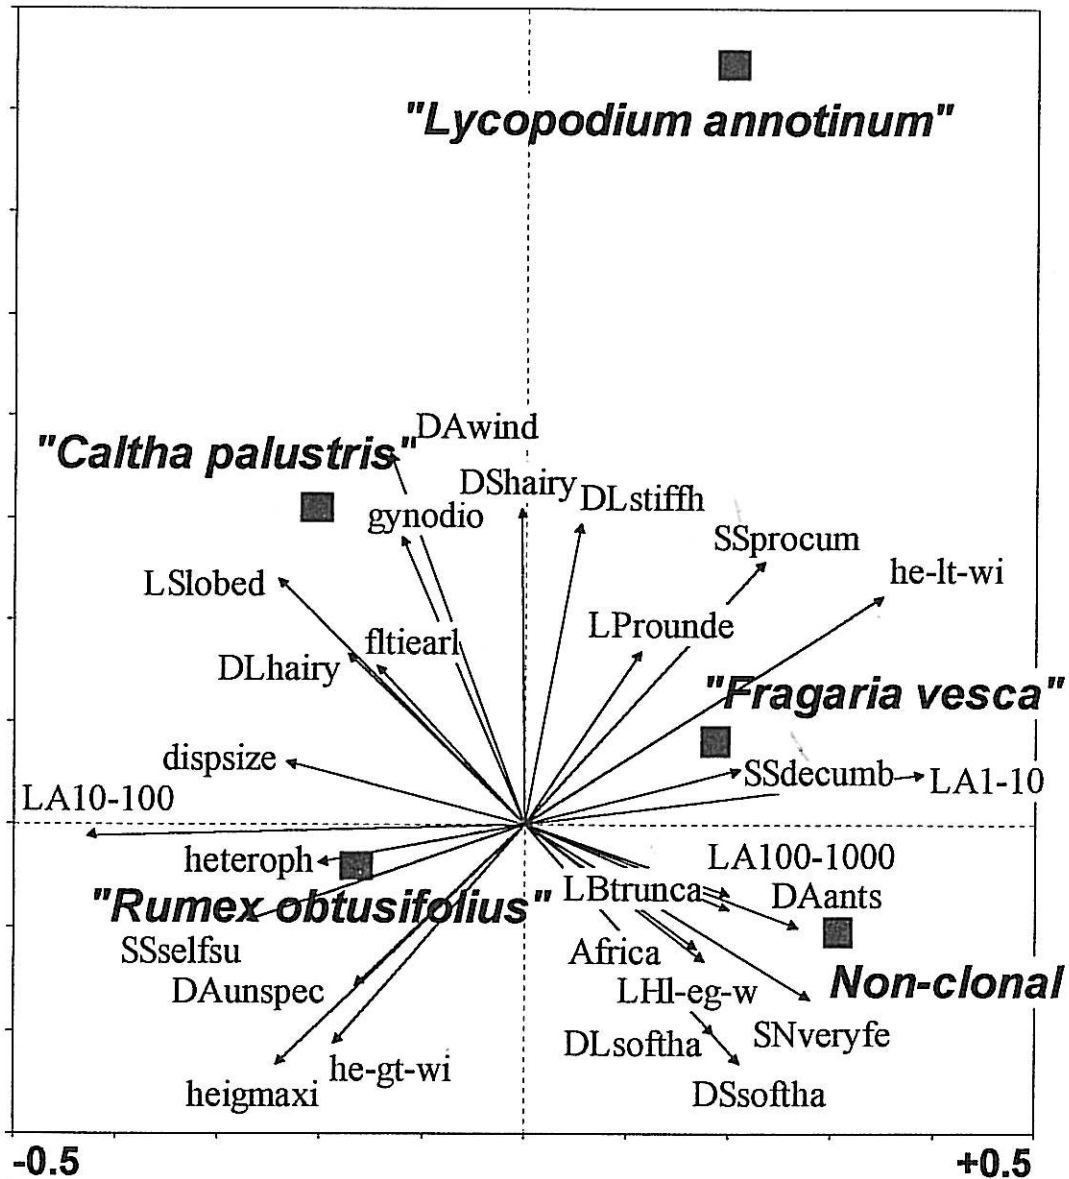 "Lycopodium annotinum"
DAwind
"Caltha palustris"
DShairy
DLstiffh
gynodio
SSprocum
LSlobed
he-lt-wi
fltiearl
LProunde
DLhairy
"Fragaria vesca"
dispsize
SSdecumb
LA1-10
LA10-100
heteroph
LA100-1000
LBtrunca
DAants
"Rumex obtusifolius"
SSselfsu
Africa
DAunspec
LHl-eg-w
Non-clonal
DLsoftha
SNveryfe
he-gt-wi
heigmaxi
DSsoftha
-0.5
+0.5